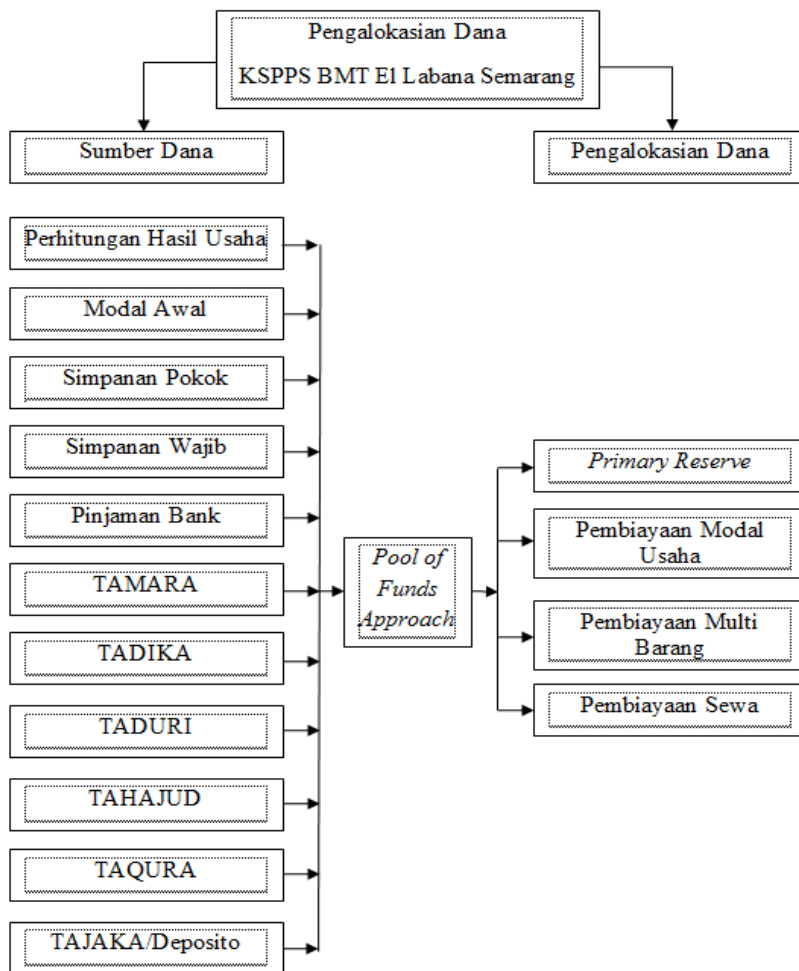 Pengalokasian Dana
KSPPS BMT El Labana Semarang
Sumber Dana
Pengalokasian Dana
Perhitungan Hasil Usaha
Modal Awal
Simpanan Pokok
Simpanan Wajib
Pinjaman Bank
TAMARA
TADIKA
TADURI
TAHAJUD
TAQURA
TAJAKA/Deposito
Pool of
Funds
Approach
Primary Reserve
Pembiayaan Modal
Usaha
Pembiayaan Multi
Barang
Pembiayaan Sewa